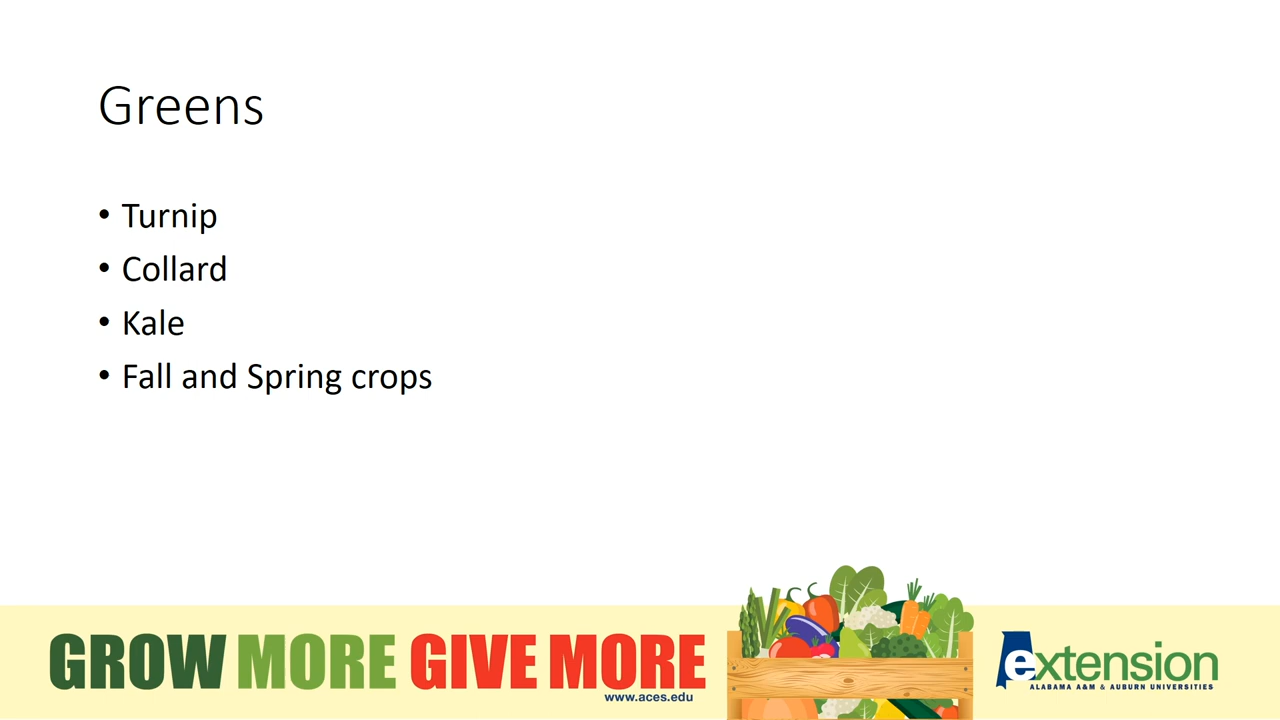 Greens
• Turnip
• Collard
• Kale
• Fall and Spring crops
GROW MORE GIVE MORE
www.aces.edu
extension
ALABAMA A&M & AUBURN UNIVERSITIES